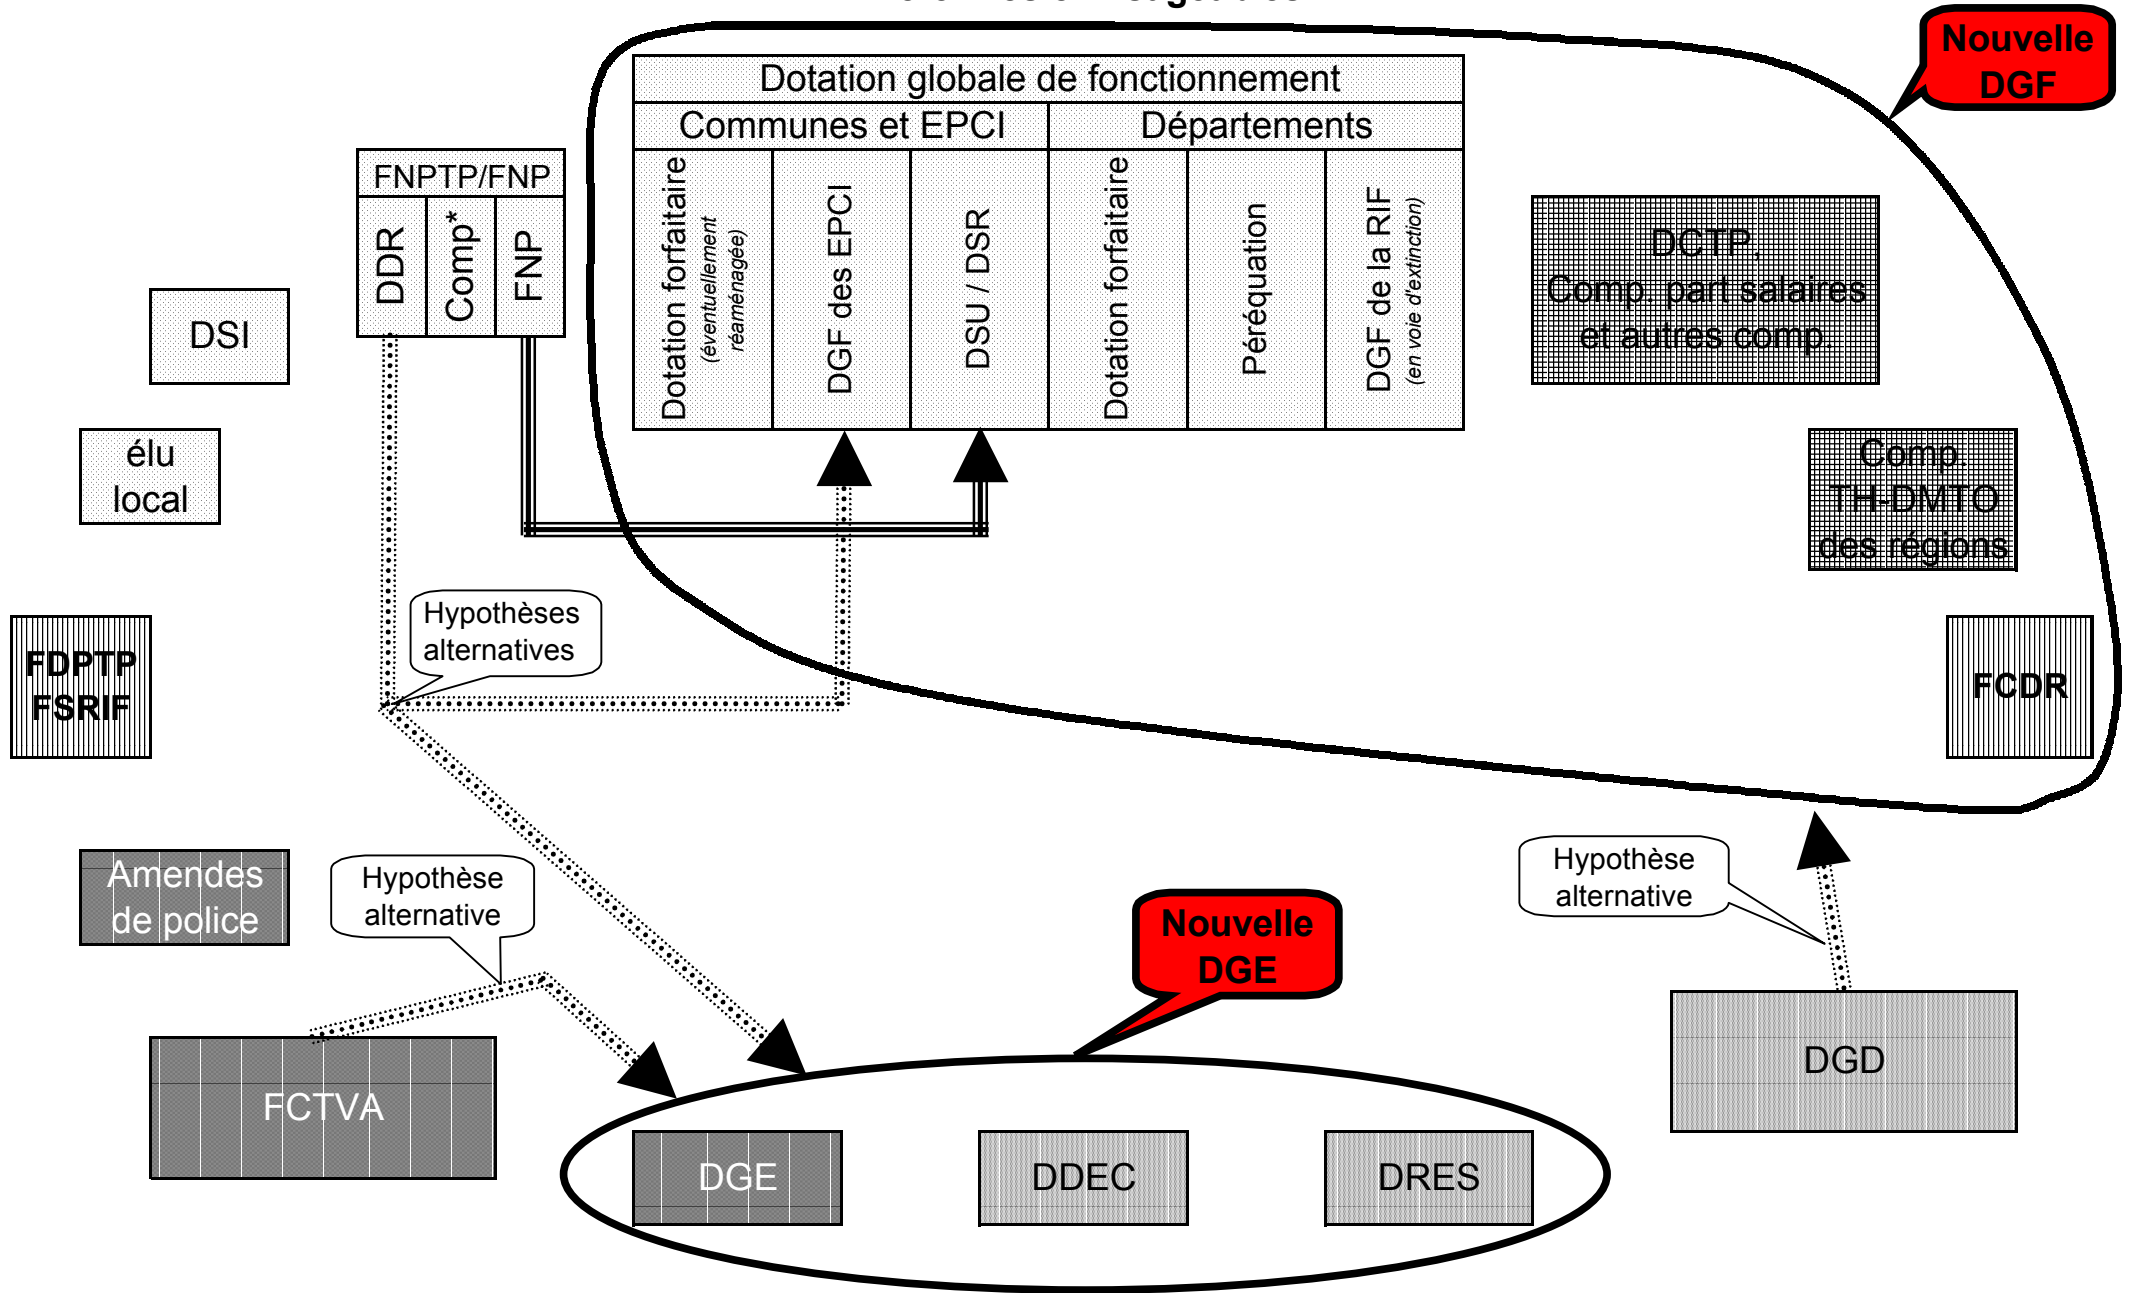 Nouvelle
DGF
Dotation globale de fonctionnement
Communes et EPCI
Départements
Dotation forfaitaire
(éventuellement
réaménagée)
DGF des EPCI
DSU / DSR
Dotation forfaitaire
Péréquation
DGF de la RIF
(en voie d'extinction)
FNPTP/FNP
DDR
Comp*
FNP
DCTP,
Comp. part salaires
et autres comp.
DSI
élu
local
Comp.
TH-DMTO
des régions
Hypothèses
alternatives
FDPTP
FSRIF
FCDR
Amendes
de police
Hypothèse
alternative
Hypothèse
alternative
Nouvelle
DGE
FCTVA
DGD
DGE
DDEC
DRES